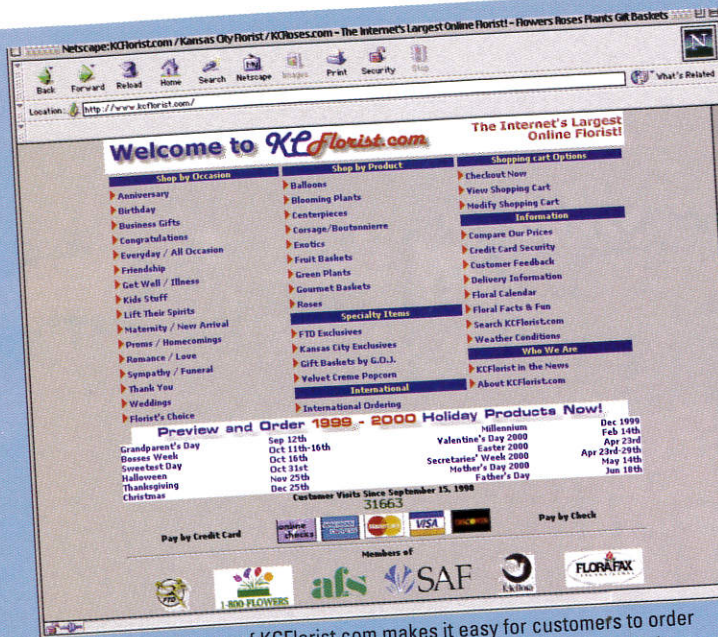 Netscape: KCFlorist.com / Kansas City Florist / KCRoses.com - The Internet's Largest Online Florist! - Flowers Roses Plants Gift Baskets
Back Forward Reload Home Search Netscape Images Print Security Stop
N
Location: http://www.kcflorist.com/
What's Related
Welcome to KCFlorist.com
The Internet's Largest
Online Florist!
Shop by Occasion
Anniversary
Birthday
Business Gifts
Congratulations
Everyday / All Occasion
Friendship
Get Well / Illness
Kids Stuff
Lift Their Spirits
Maternity / New Arrival
Proms / Homecomings
Romance / Love
Sympathy / Funeral
Thank You
Weddings
Florist's Choice
Shop by Product
Balloons
Blooming Plants
Centerpieces
Corsage/Boutonnierre
Exotics
Fruit Baskets
Green Plants
Gourmet Baskets
Roses
Specialty Items
FTD Exclusives
Kansas City Exclusives
Gift Baskets by G.O.J.
Velvet Creme Popcorn
International
International Ordering
Shopping cart Options
Checkout Now
View Shopping Cart
Modify Shopping Cart
Information
Compare Our Prices
Credit Card Security
Customer Feedback
Delivery Information
Floral Calendar
Floral Facts & Fun
Search KCFlorist.com
Weather Conditions
Who We Are
KCFlorist in the News
About KCFlorist.com
Preview and Order 1999 - 2000 Holiday Products Now!
Grandparent's Day Sep 12th
Bosses Week Oct 11th-16th
Sweetest Day Oct 16th
Halloween Oct 31st
Thanksgiving Nov 25th
Christmas Dec 25th
Millennium Dec 1999
Valentine's Day 2000 Feb 14th
Easter 2000 Apr 23rd
Secretaries' Week 2000 Apr 23rd-29th
Mother's Day 2000 May 14th
Father's Day Jun 18th
Customer Visits Since September 15, 1998
31663
Pay by Credit Card
online
checks
MasterCard
VISA
Pay by Check
Members of
FTD
1-800-FLOWERS
afs
SAF
Teleflora
FLORAFAX
of KCFlorist.com makes it easy for customers to order